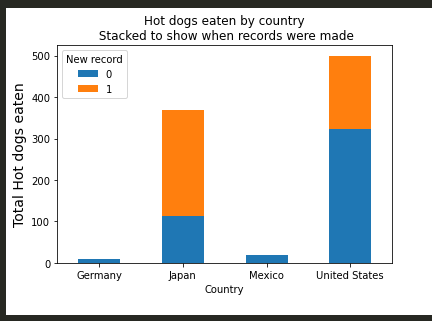 Hot dogs eaten by country
Stacked to show when records were made
New record
0
1
Total Hot dogs eaten
500
400
300
200
100
0
Germany
Japan
Mexico
United States
Country